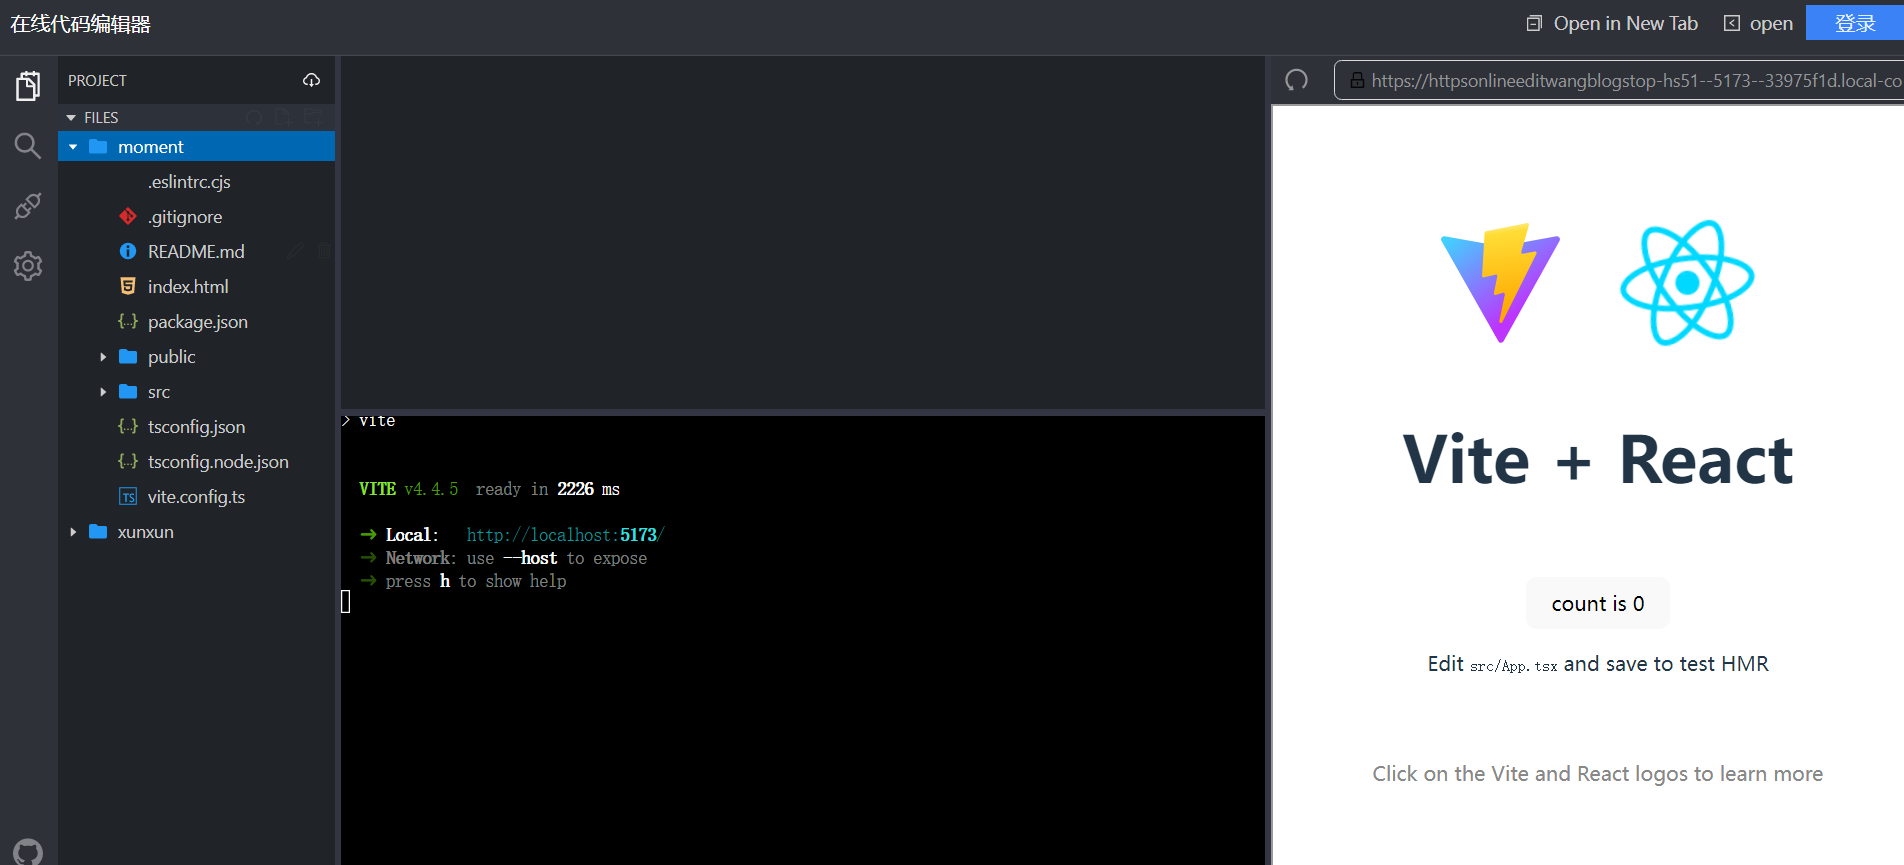 在线代码编辑器
Open in New Tab
open
登录
PROJECT
FILES
moment
.eslintrc.cjs
.gitignore
README.md
index.html
package.json
public
src
tsconfig.json
tsconfig.node.json
vite.config.ts
xunxun
> vite
VITE v4.4.5 ready in 2226 ms
➜ Local: http://localhost:5173/
➜ Network: use --host to expose
➜ press h to show help
https://httpsonlineeditwangblogstop-hs51--5173--33975f1d.local-co
Vite + React
count is 0
Edit src/App.tsx and save to test HMR
Click on the Vite and React logos to learn more